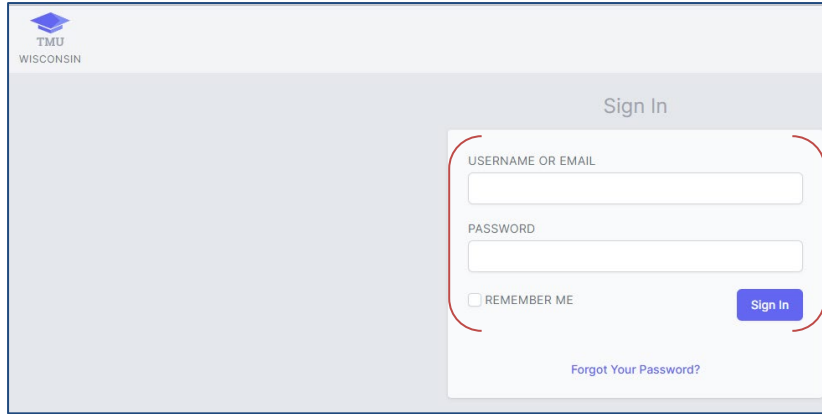 TMU
WISCONSIN
Sign In
USERNAME OR EMAIL
PASSWORD
REMEMBER ME
Sign In
Forgot Your Password?